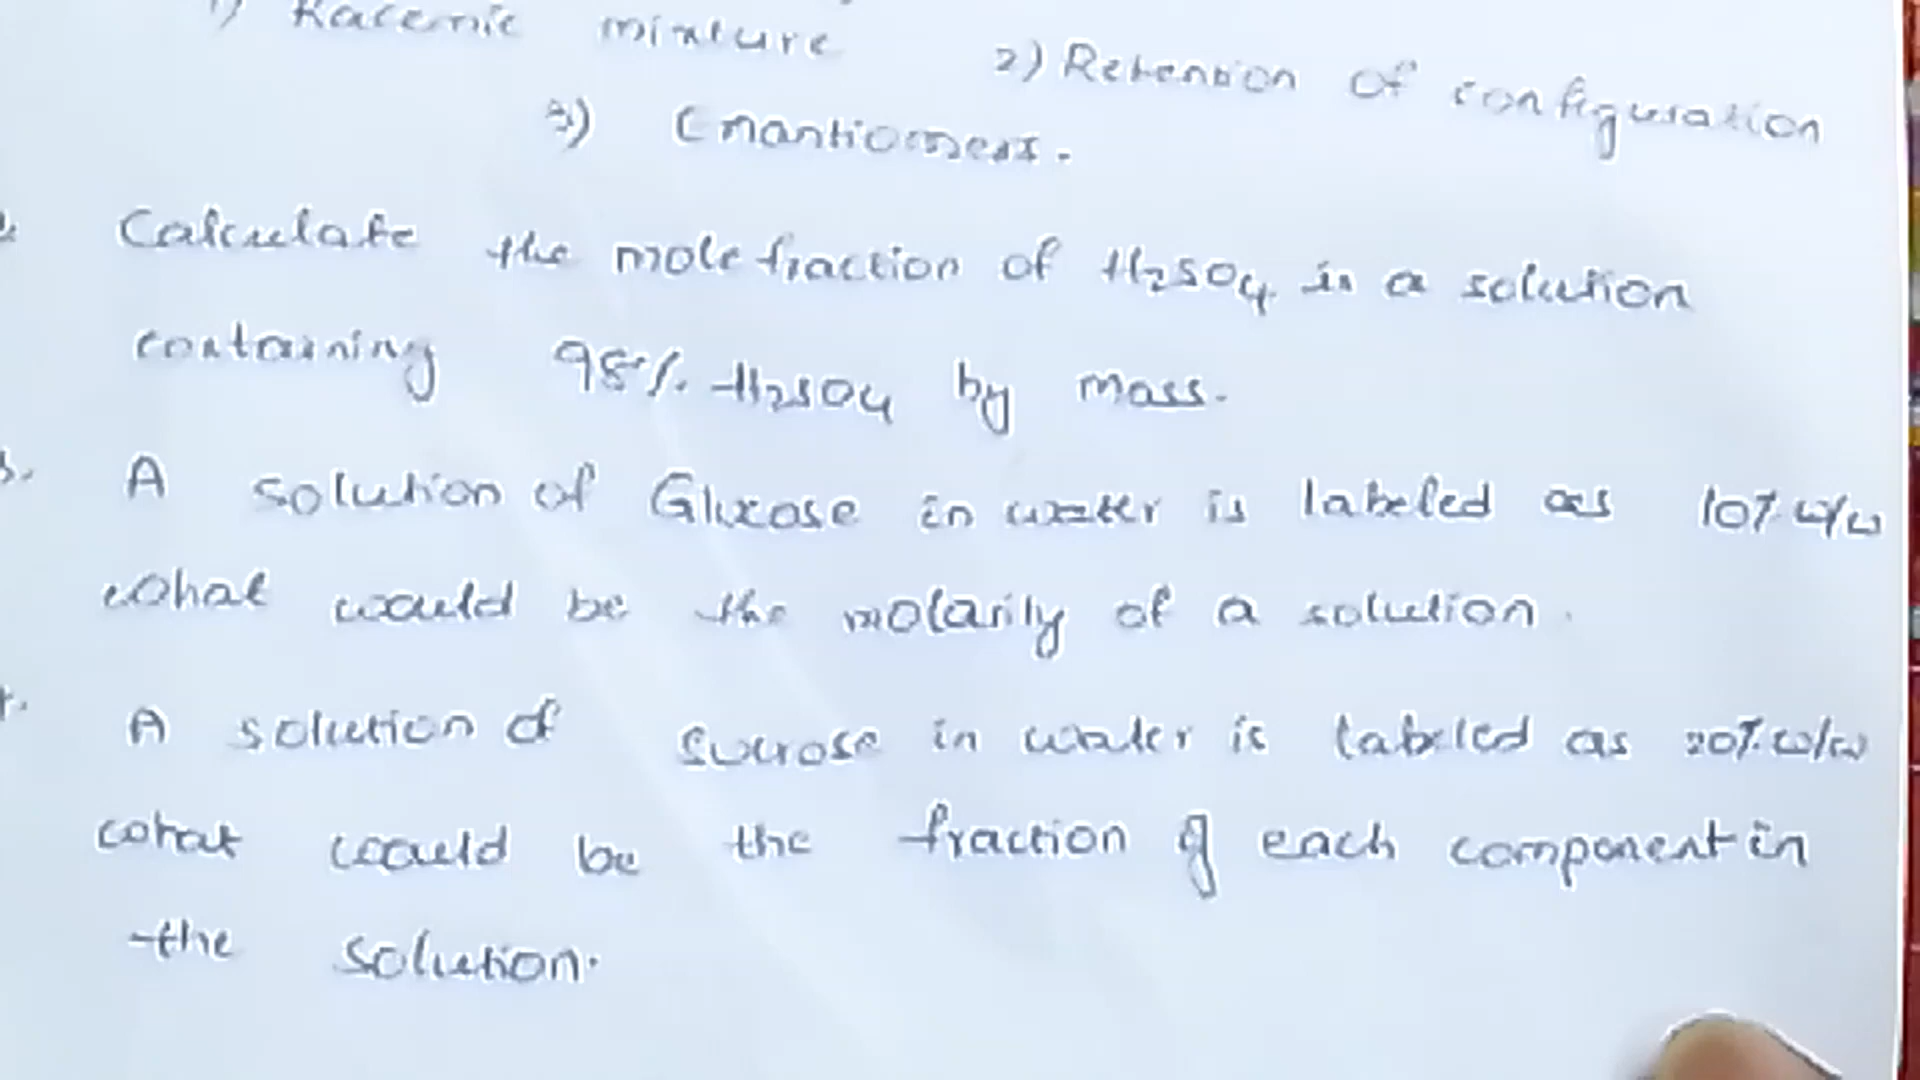 1) Racemic mixture 2) Retention of configuration
3) Enantiomers.
Calculate the mole fraction of H2SO4 in a solution
containing 98% H2SO4 by mass.
3. A solution of Glucose in water is labeled as 10% w/w
what would be the molarity of a solution.
A solution of Sucrose in water is labeled as 20% w/w
what would be the fraction of each component in
the solution.